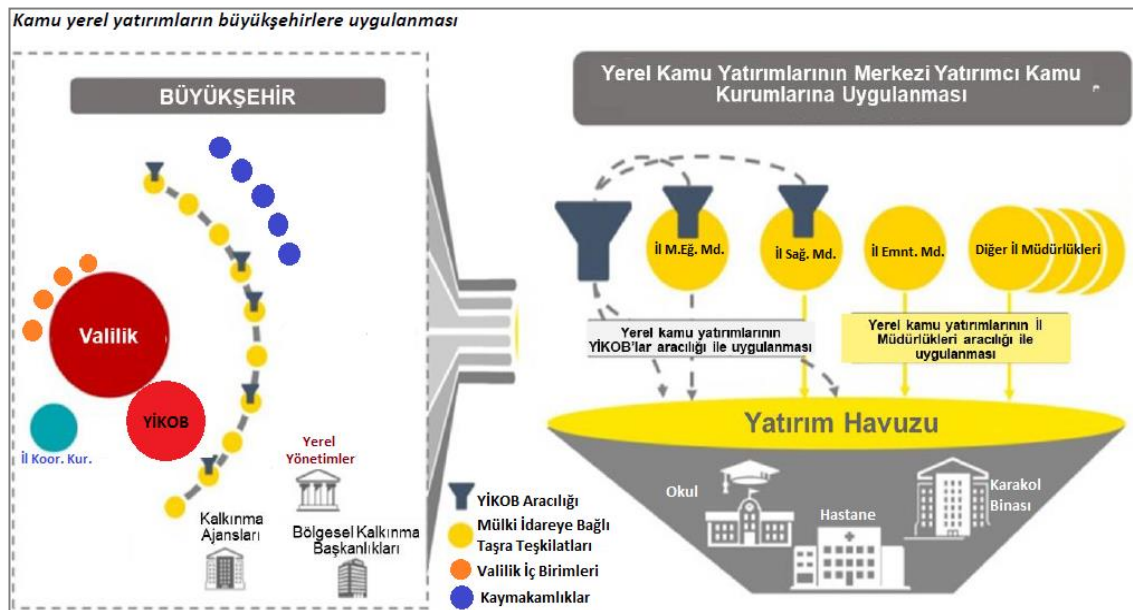 Kamu yerel yatırımların büyükşehirlere uygulanması
BÜYÜKŞEHİR
Valilik
YİKOB
İl Koor. Kur.
Yerel
Yönetimler
Kalkınma
Ajansları
Bölgesel Kalkınma
Başkanlıkları
YİKOB Aracılığı
Mülki İdareye Bağlı
Taşra Teşkilatları
Valilik İç Birimleri
Kaymakamlıklar
Yerel Kamu Yatırımlarının Merkezi Yatırımcı Kamu
Kurumlarına Uygulanması
İl M.Eğ. Md.
İl Sağ. Md.
İl Emnt. Md.
Diğer İl Müdürlükleri
Yerel kamu yatırımlarının
YİKOB'lar aracılığı ile uygulanması
Yerel kamu yatırımlarının İl
Müdürlükleri aracılığı ile
uygulanması
Yatırım Havuzu
Okul
Hastane
Karakol
Binası